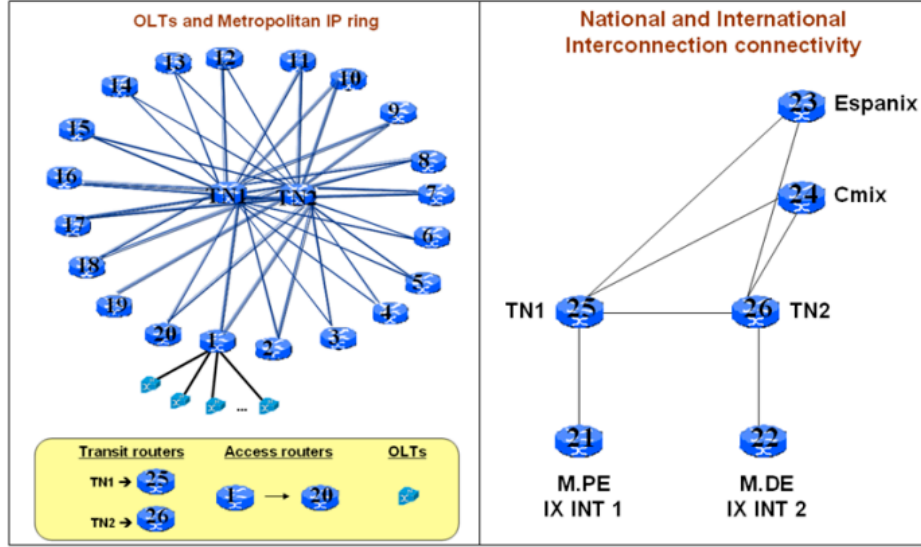 OLTs and Metropolitan IP ring
12
11
13
10
14
9
15
8
16
TN1
TN2
7
17
6
18
5
19
4
20
1
2
3
...
Transit routers
Access routers
OLTs
TN1 → 25
1 → 20
TN2 → 26
National and International
Interconnection connectivity
23
Espanix
24
Cmix
TN1
25
26
TN2
21
22
M.PE
IX INT 1
M.DE
IX INT 2